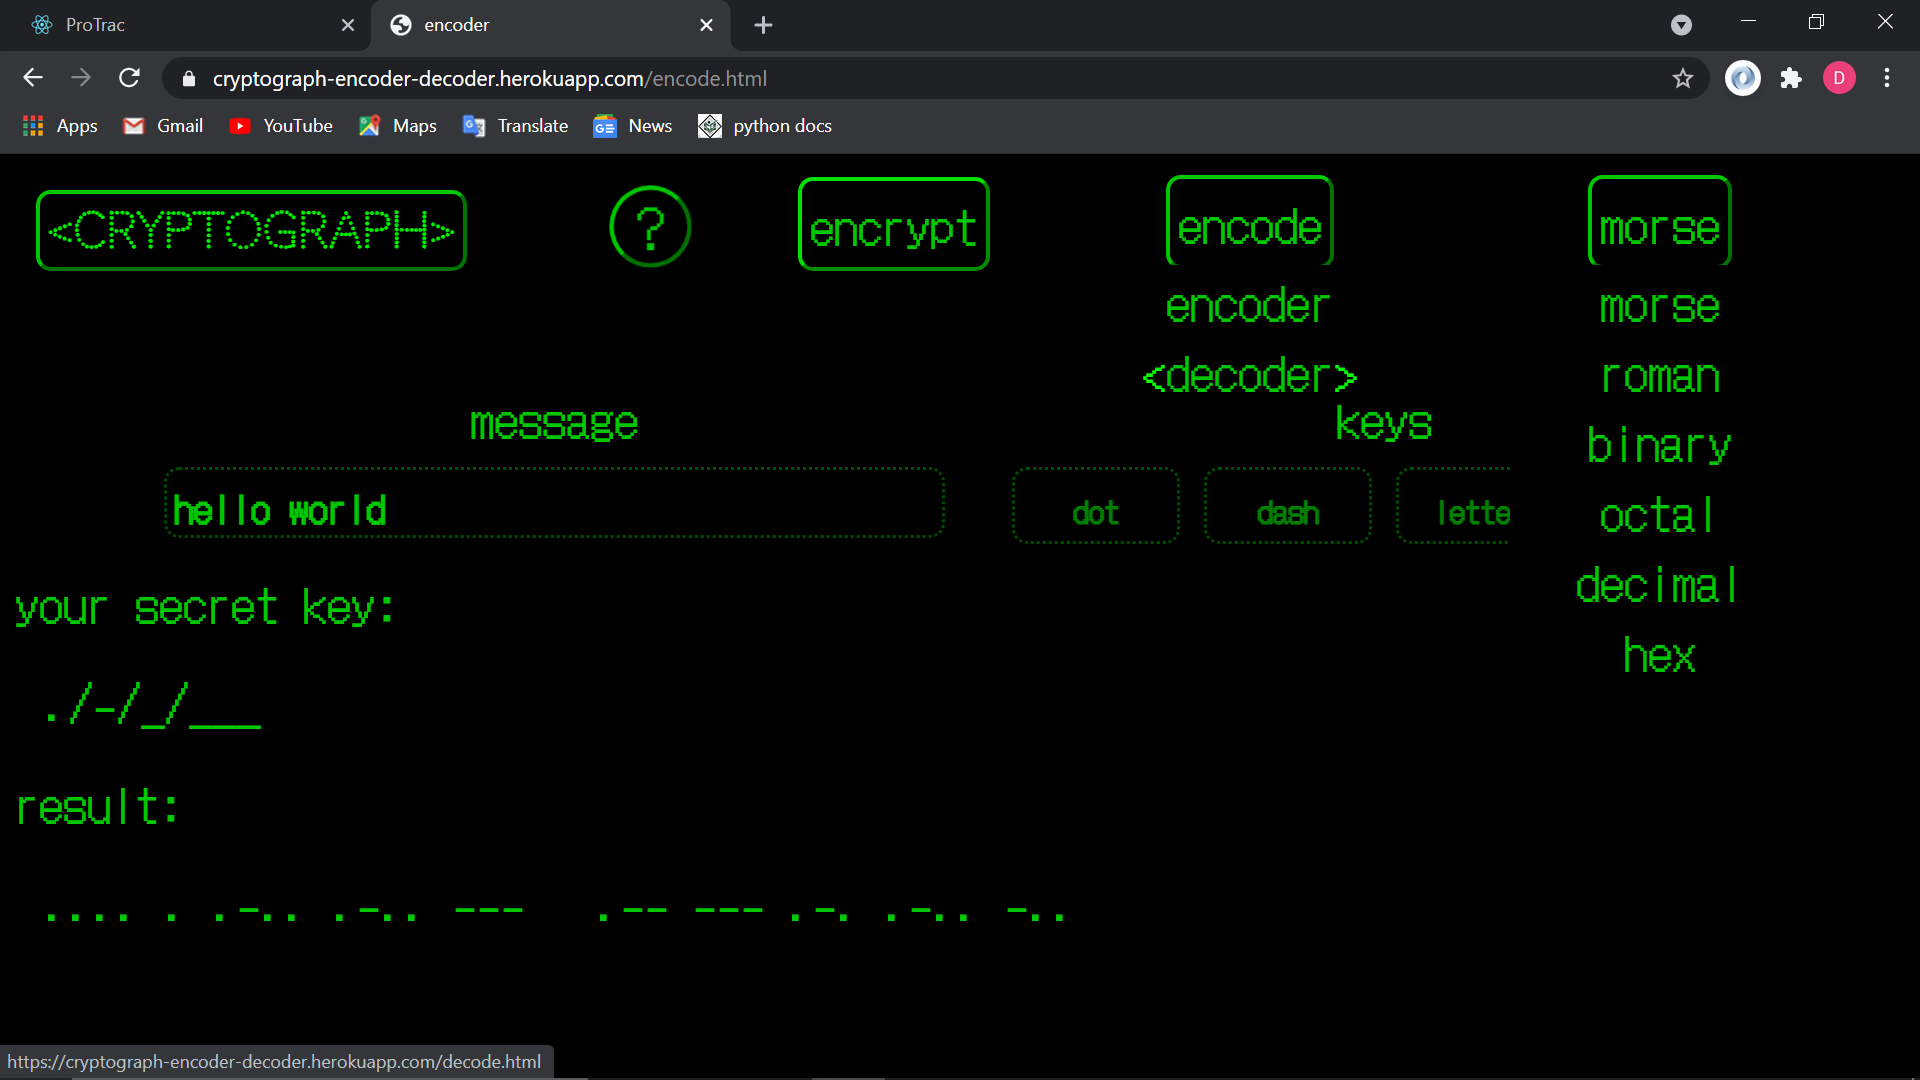 ProTrac
encoder
cryptograph-encoder-decoder.herokuapp.com/encode.html
D
Apps
Gmail
YouTube
Maps
Translate
News
python docs
<CRYPTOGRAPH>
?
encrypt
encode
morse
encoder
morse
<decoder>
roman
message
keys
binary
hello world
dot
dash
lette
octal
decimal
your secret key:
hex
./-/_/___
result:
.... . .-.. .-.. ---   .-- --- .-. .-.. -..
https://cryptograph-encoder-decoder.herokuapp.com/decode.html